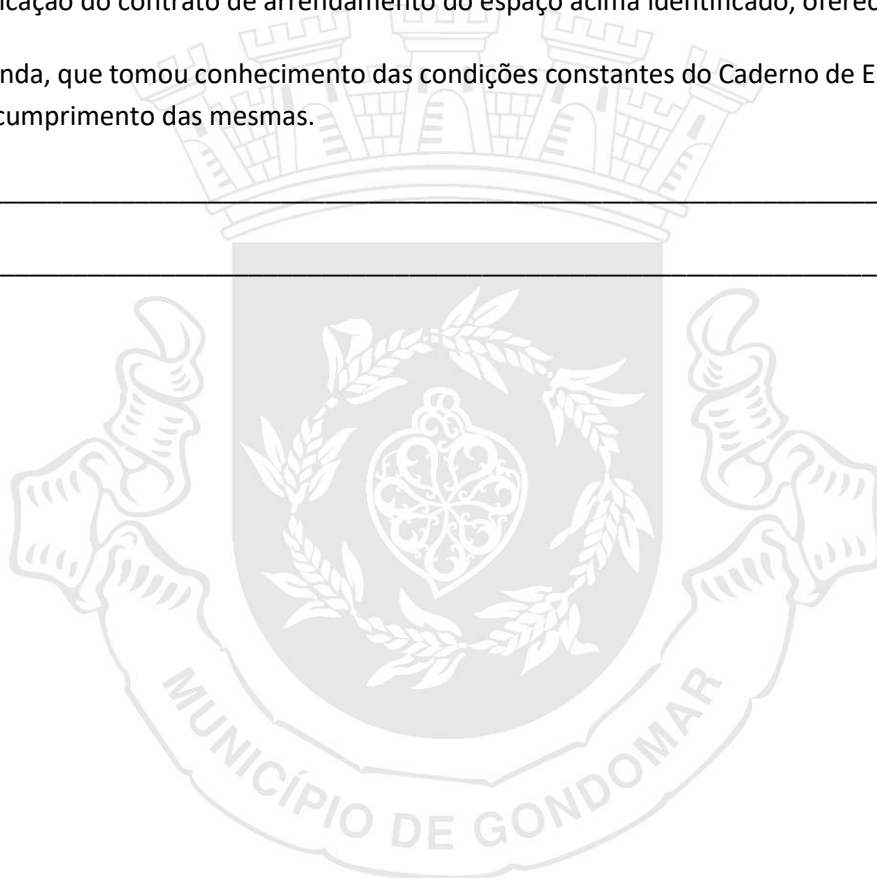 icação do contrato de arrendamento do espaço acima identificado, oferec
nda, que tomou conhecimento das condições constantes do Caderno de E
cumprimento das mesmas.
MUNICÍPIO DE GONDOMAR